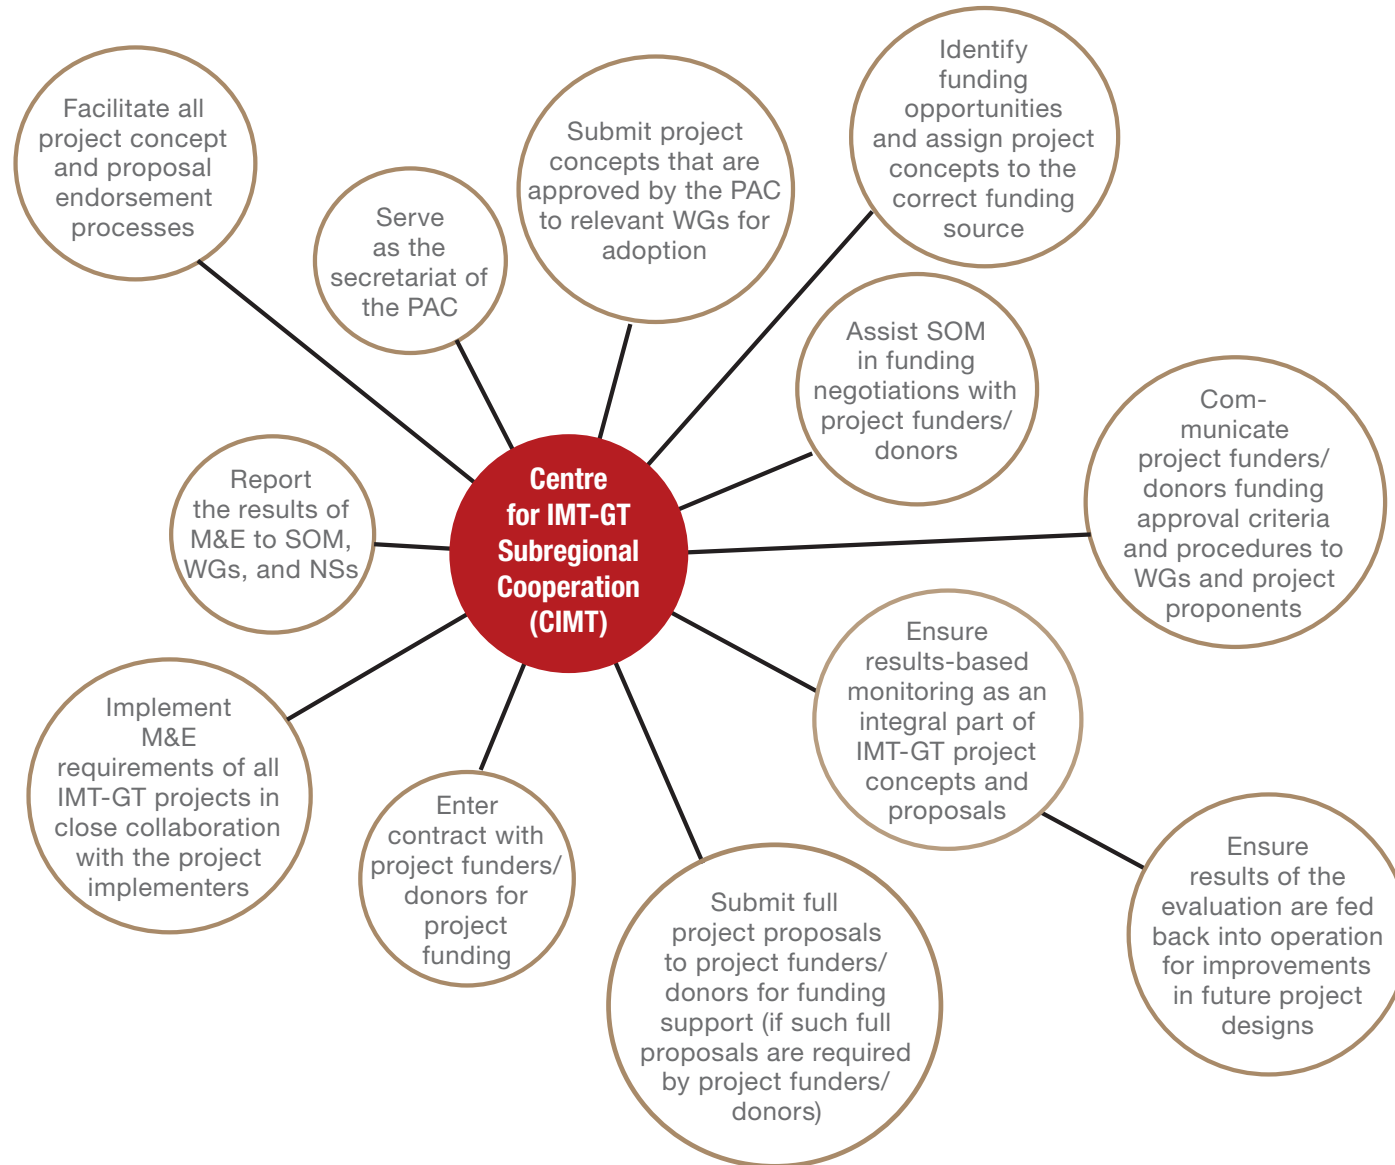 Facilitate all
project concept
and proposal
endorsement
processes
Serve
as the
secretariat of
the PAC
Submit project
concepts that are
approved by the PAC
to relevant WGs for
adoption
Identify
funding
opportunities
and assign project
concepts to the
correct funding
source
Assist SOM
in funding
negotiations with
project funders/
donors
Com-
municate
project funders/
donors funding
approval criteria
and procedures to
WGs and project
proponents
Centre
for IMT-GT
Subregional
Cooperation
(CIMT)
Report
the results of
M&E to SOM,
WGs, and NSs
Implement
M&E
requirements of all
IMT-GT projects in
close collaboration
with the project
implementers
Enter
contract with
project funders/
donors for
project
funding
Submit full
project proposals
to project funders/
donors for funding
support (if such full
proposals are required
by project funders/
donors)
Ensure
results-based
monitoring as an
integral part of
IMT-GT project
concepts and
proposals
Ensure
results of the
evaluation are fed
back into operation
for improvements
in future project
designs